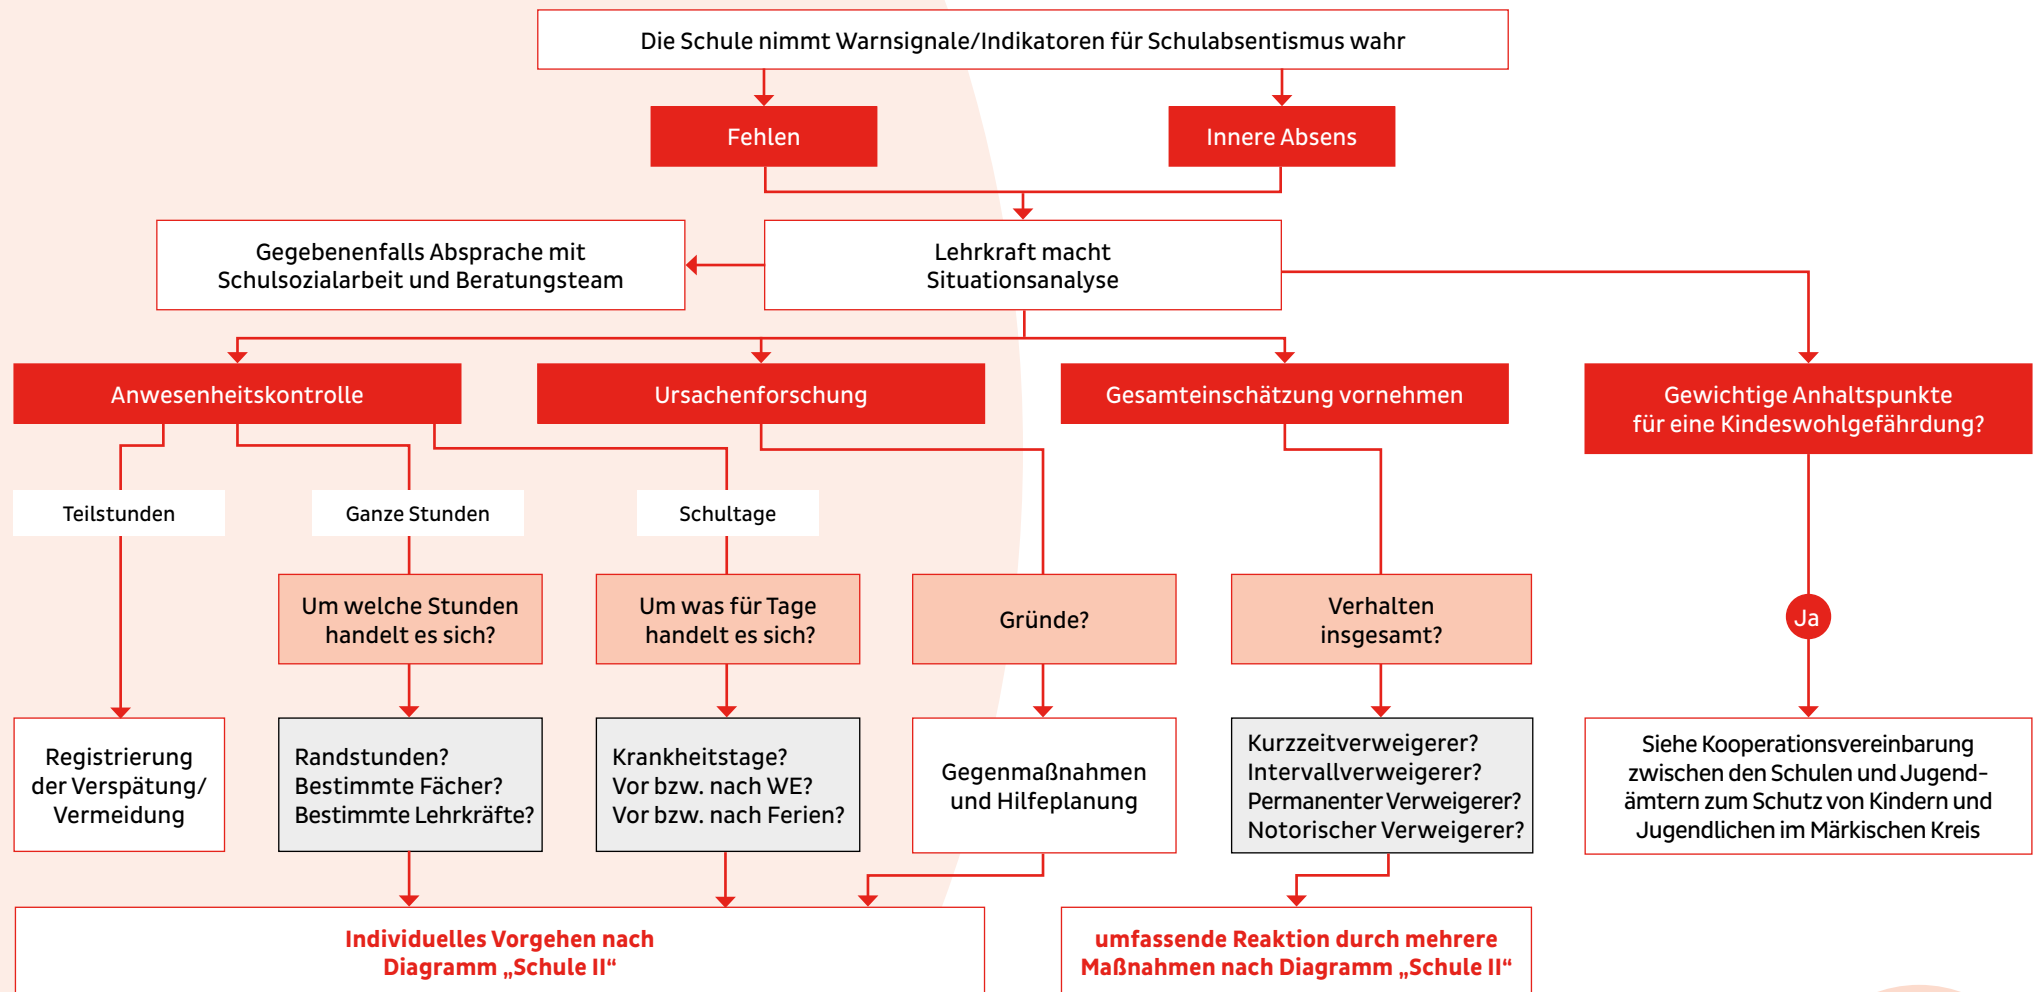 Die Schule nimmt Warnsignale/Indikatoren für Schulabsentismus wahr
Fehlen
Innere Absens
Gegebenenfalls Absprache mit
Schulsozialarbeit und Beratungsteam
Lehrkraft macht
Situationsanalyse
Anwesenheitskontrolle
Ursachenforschung
Gesamteinschätzung vornehmen
Gewichtige Anhaltspunkte
für eine Kindeswohlgefährdung?
Teilstunden
Ganze Stunden
Schultage
Um welche Stunden
handelt es sich?
Um was für Tage
handelt es sich?
Gründe?
Verhalten
insgesamt?
Ja
Registrierung
der Verspätung/
Vermeidung
Randstunden?
Bestimmte Fächer?
Bestimmte Lehrkräfte?
Krankheitstage?
Vor bzw. nach WE?
Vor bzw. nach Ferien?
Gegenmaßnahmen
und Hilfeplanung
Kurzzeitverweigerer?
Intervallverweigerer?
Permanenter Verweigerer?
Notorischer Verweigerer?
Siehe Kooperationsvereinbarung
zwischen den Schulen und Jugend-
ämtern zum Schutz von Kindern und
Jugendlichen im Märkischen Kreis
Individuelles Vorgehen nach
Diagramm „Schule II“
umfassende Reaktion durch mehrere
Maßnahmen nach Diagramm „Schule II“